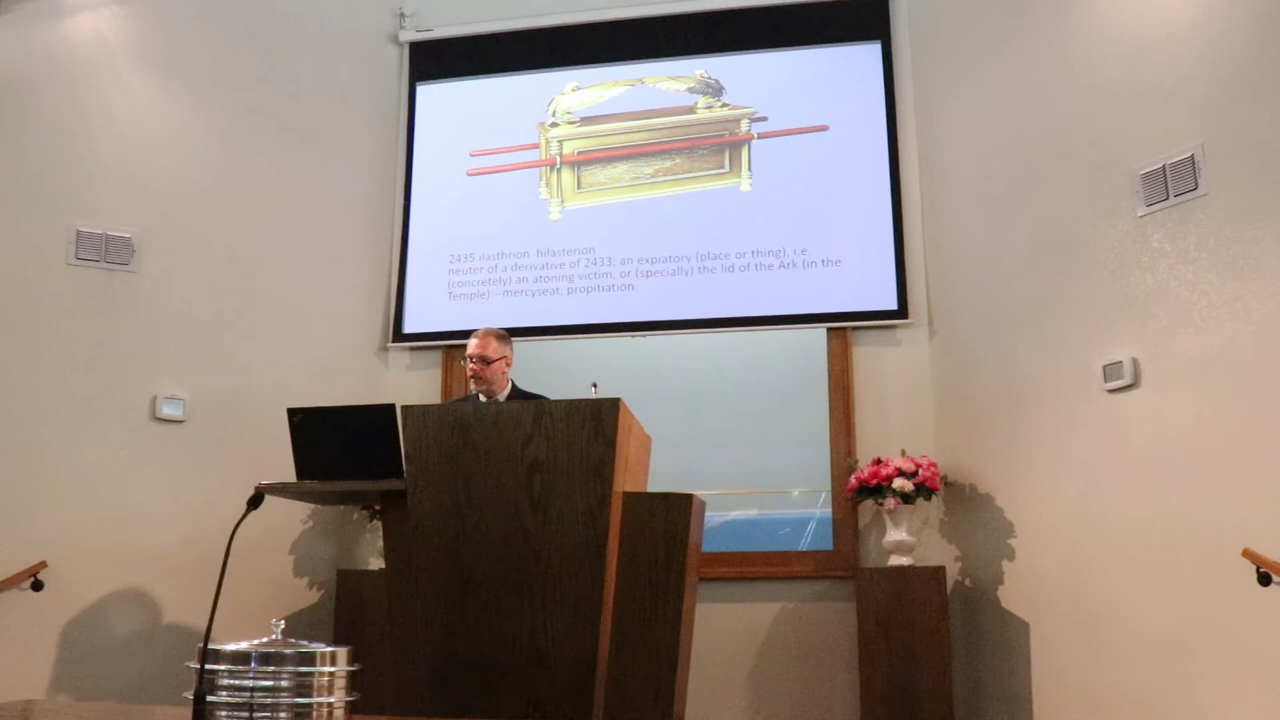 2435 ilasthrion hilasterion
neuter of a derivative of 2433; an expiatory (place or thing), i.e.
(concretely) an atoning victim, or (specially) the lid of the Ark (in the
Temple):--mercyseat, propitiation.